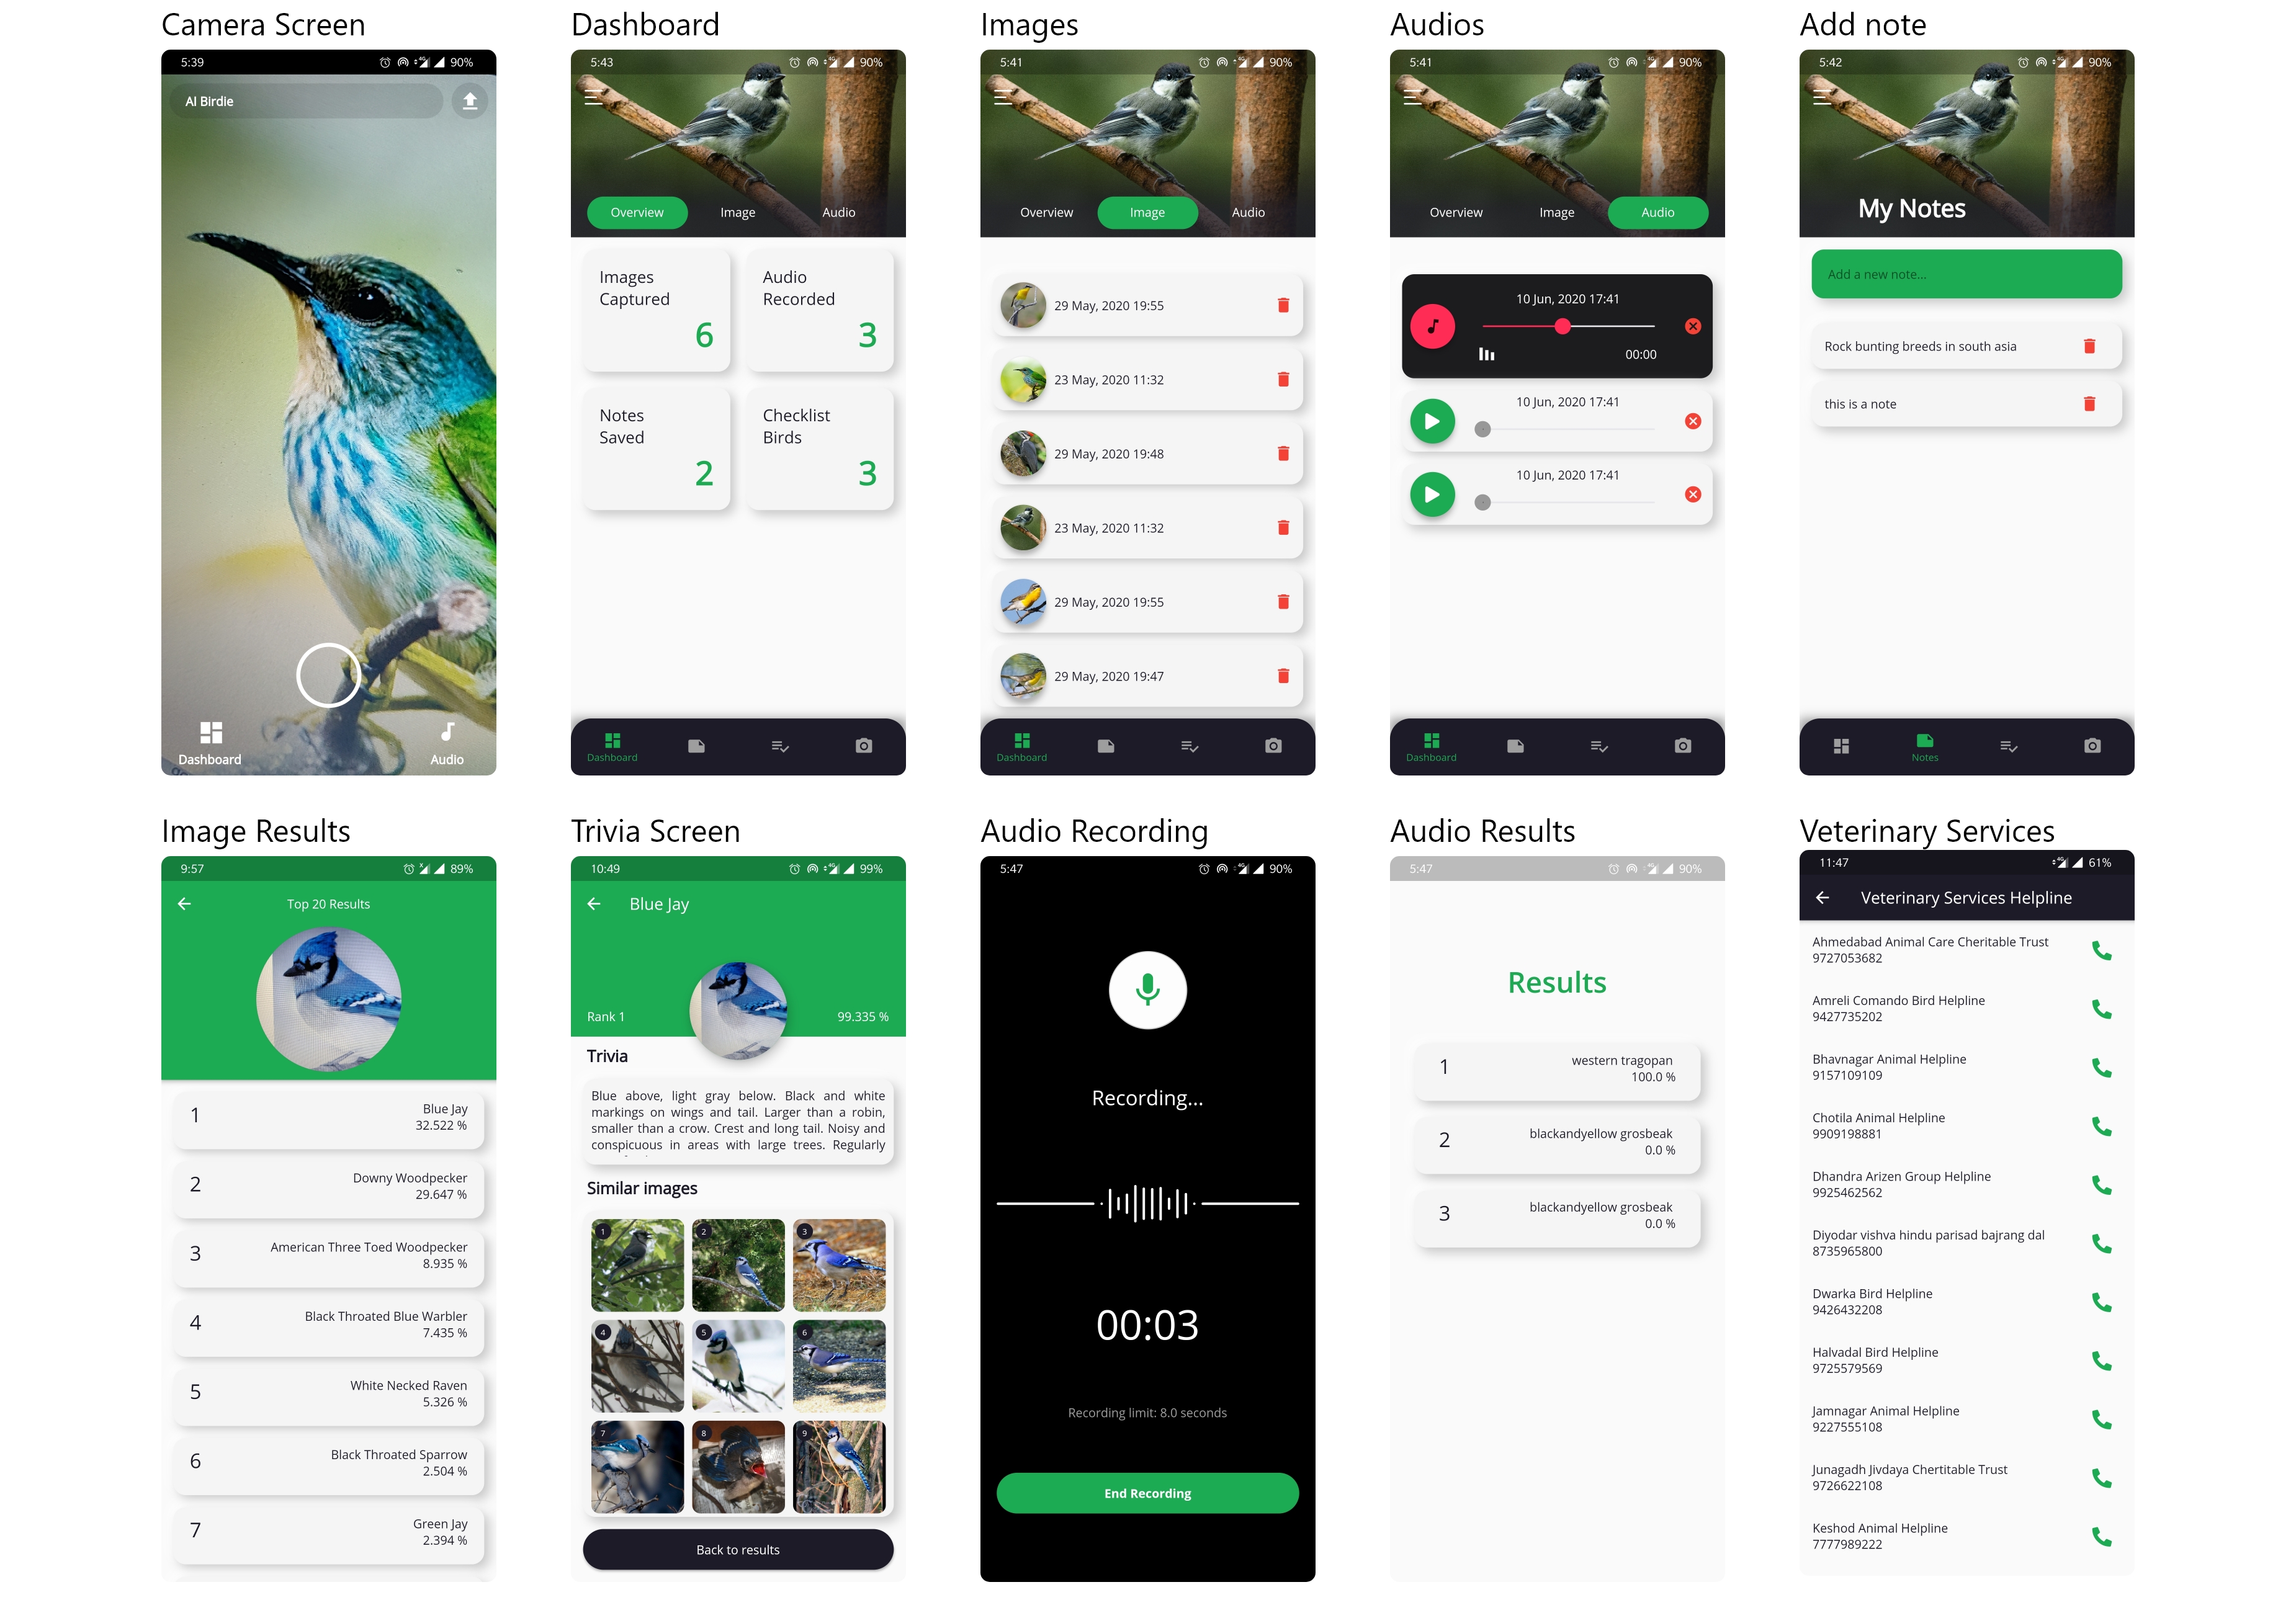 Camera Screen
5:39
4G
90%
AI Birdie
Dashboard
Audio
Dashboard
5:43
4G
90%
Overview
Image
Audio
Images
Captured
6
Audio
Recorded
3
Notes
Saved
2
Checklist
Birds
3
Dashboard
Images
5:41
4G
90%
Overview
Image
Audio
29 May, 2020 19:55
23 May, 2020 11:32
29 May, 2020 19:48
23 May, 2020 11:32
29 May, 2020 19:55
29 May, 2020 19:47
Dashboard
Audios
5:41
4G
90%
Overview
Image
Audio
10 Jun, 2020 17:41
00:00
10 Jun, 2020 17:41
10 Jun, 2020 17:41
Dashboard
Add note
5:42
4G
90%
My Notes
Add a new note...
Rock bunting breeds in south asia
this is a note
Notes
Image Results
9:57
89%
Top 20 Results
1
Blue Jay
32.522 %
2
Downy Woodpecker
29.647 %
3
American Three Toed Woodpecker
8.935 %
4
Black Throated Blue Warbler
7.435 %
5
White Necked Raven
5.326 %
6
Black Throated Sparrow
2.504 %
7
Green Jay
2.394 %
Trivia Screen
10:49
4G
99%
Blue Jay
Rank 1
99.335 %
Trivia
Blue above, light gray below. Black and white
markings on wings and tail. Larger than a robin,
smaller than a crow. Crest and long tail. Noisy and
conspicuous in areas with large trees. Regularly
Similar images
1
2
3
4
5
6
7
8
9
Back to results
Audio Recording
5:47
4G
90%
Recording...
00:03
Recording limit: 8.0 seconds
End Recording
Audio Results
5:47
4G
90%
Results
1
western tragopan
100.0 %
2
blackandyellow grosbeak
0.0 %
3
blackandyellow grosbeak
0.0 %
Veterinary Services
11:47
4G
61%
Veterinary Services Helpline
Ahmedabad Animal Care Cheritable Trust
9727053682
Amreli Comando Bird Helpline
9427735202
Bhavnagar Animal Helpline
9157109109
Chotila Animal Helpline
9909198881
Dhandra Arizen Group Helpline
9925462562
Diyodar vishva hindu parisad bajrang dal
8735965800
Dwarka Bird Helpline
9426432208
Halvadal Bird Helpline
9725579569
Jamnagar Animal Helpline
9227555108
Junagadh Jivdaya Chertitable Trust
9726622108
Keshod Animal Helpline
7777989222